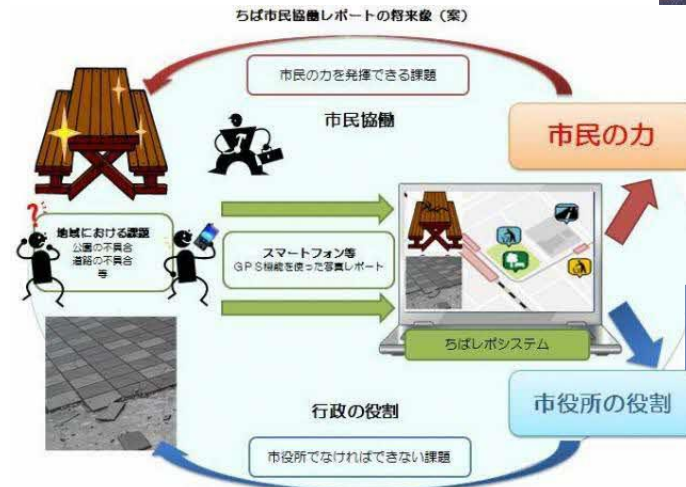 ちば市民協働レポートの将来像（案）
市民の力を発揮できる課題
市民協働
市民の力
?
地域における課題
公園の不具合
道路の不具合
等
スマートフォン等
GPS機能を使った写真レポート
ちばレポシステム
行政の役割
市役所の役割
市役所でなければできない課題